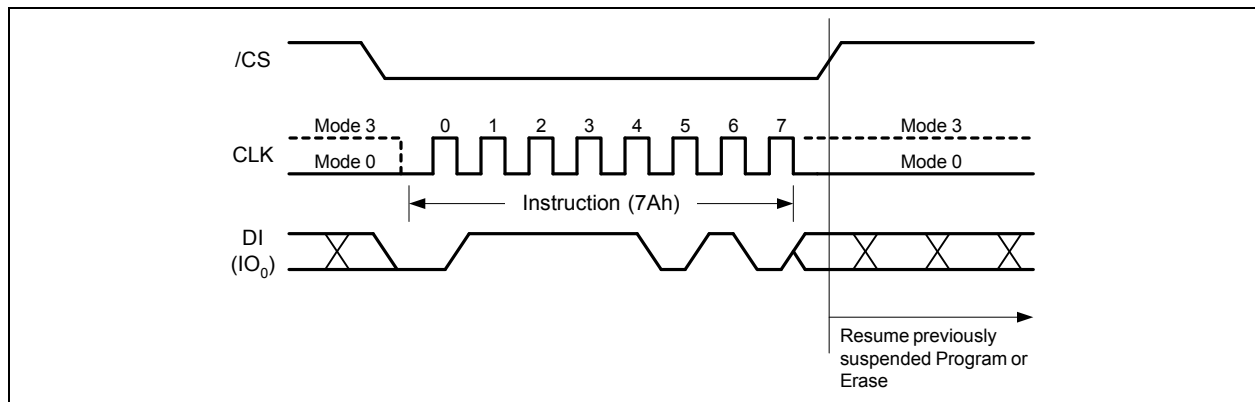 /CS
Mode 3 0 1 2 3 4 5 6 7 Mode 3
CLK
Mode 0 Mode 0
Instruction (7Ah)
DI
(IO0)
Resume previously
suspended Program or
Erase